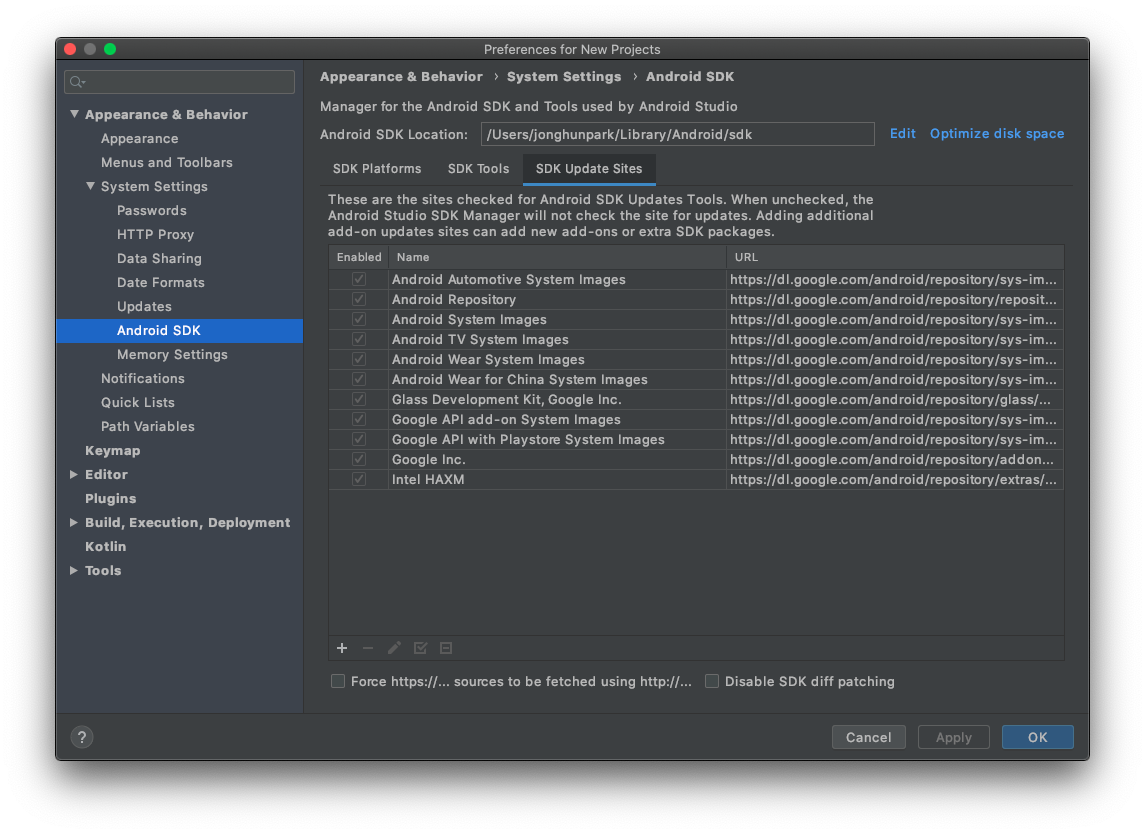 Preferences for New Projects
Appearance & Behavior
Appearance
Menus and Toolbars
System Settings
Passwords
HTTP Proxy
Data Sharing
Date Formats
Updates
Android SDK
Memory Settings
Notifications
Quick Lists
Path Variables
Keymap
Editor
Plugins
Build, Execution, Deployment
Kotlin
Tools
Appearance & Behavior › System Settings › Android SDK
Manager for the Android SDK and Tools used by Android Studio
Android SDK Location: /Users/jonghunpark/Library/Android/sdk Edit Optimize disk space
SDK Platforms SDK Tools SDK Update Sites
These are the sites checked for Android SDK Updates Tools. When unchecked, the
Android Studio SDK Manager will not check the site for updates. Adding additional
add-on updates sites can add new add-ons or extra SDK packages.
Enabled Name URL
Android Automotive System Images https://dl.google.com/android/repository/sys-im...
Android Repository https://dl.google.com/android/repository/reposit...
Android System Images https://dl.google.com/android/repository/sys-im...
Android TV System Images https://dl.google.com/android/repository/sys-im...
Android Wear System Images https://dl.google.com/android/repository/sys-im...
Android Wear for China System Images https://dl.google.com/android/repository/sys-im...
Glass Development Kit, Google Inc. https://dl.google.com/android/repository/glass/...
Google API add-on System Images https://dl.google.com/android/repository/sys-im...
Google API with Playstore System Images https://dl.google.com/android/repository/sys-im...
Google Inc. https://dl.google.com/android/repository/addon...
Intel HAXM https://dl.google.com/android/repository/extras/...
Force https://... sources to be fetched using http://... Disable SDK diff patching
? Cancel Apply OK